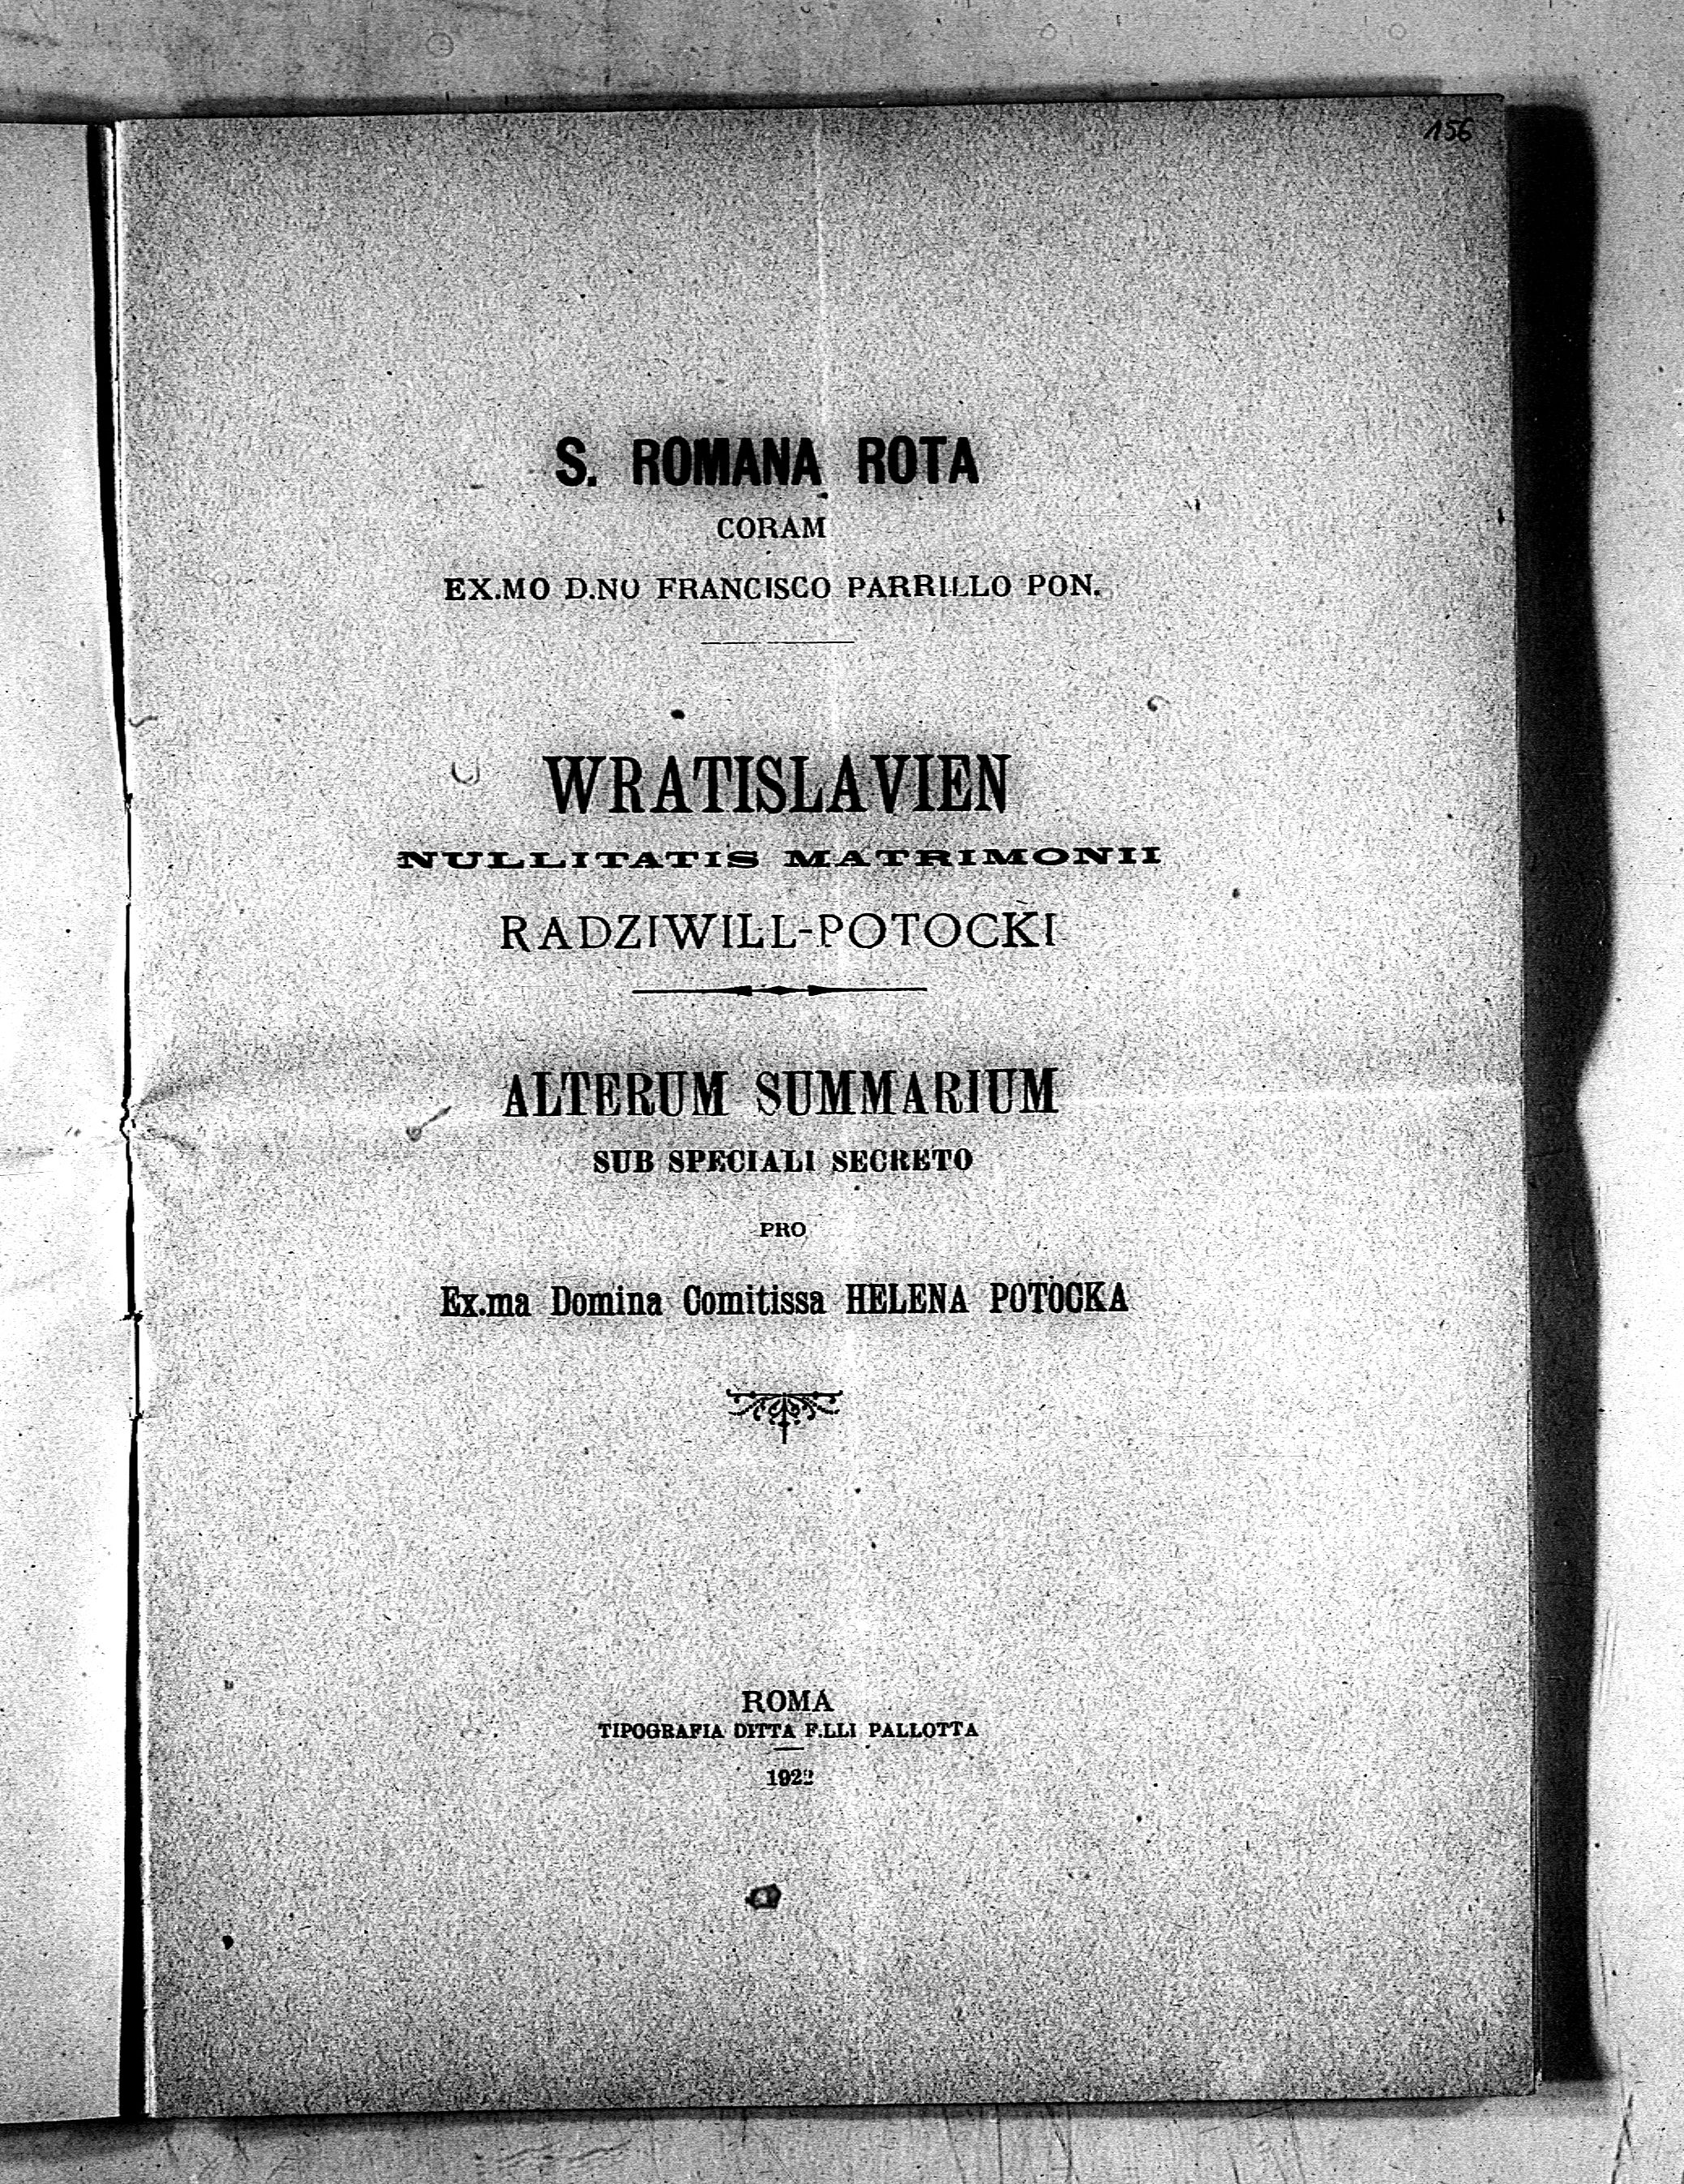 156
S. ROMANA ROTA
CORAM
EX.MO D.NO FRANCISCO PARRILLO PON.
WRATISLAVIEN
NULLITATIS MATRIMONII
RADZIWILL-POTOCKI
ALTERUM SUMMARIUM
SUB SPECIALI SECRETO
PRO
Ex.ma Domina Comitissa HELENA POTOCKA
ROMA
TIPOGRAFIA DITTA F.LLI PALLOTTA
1922